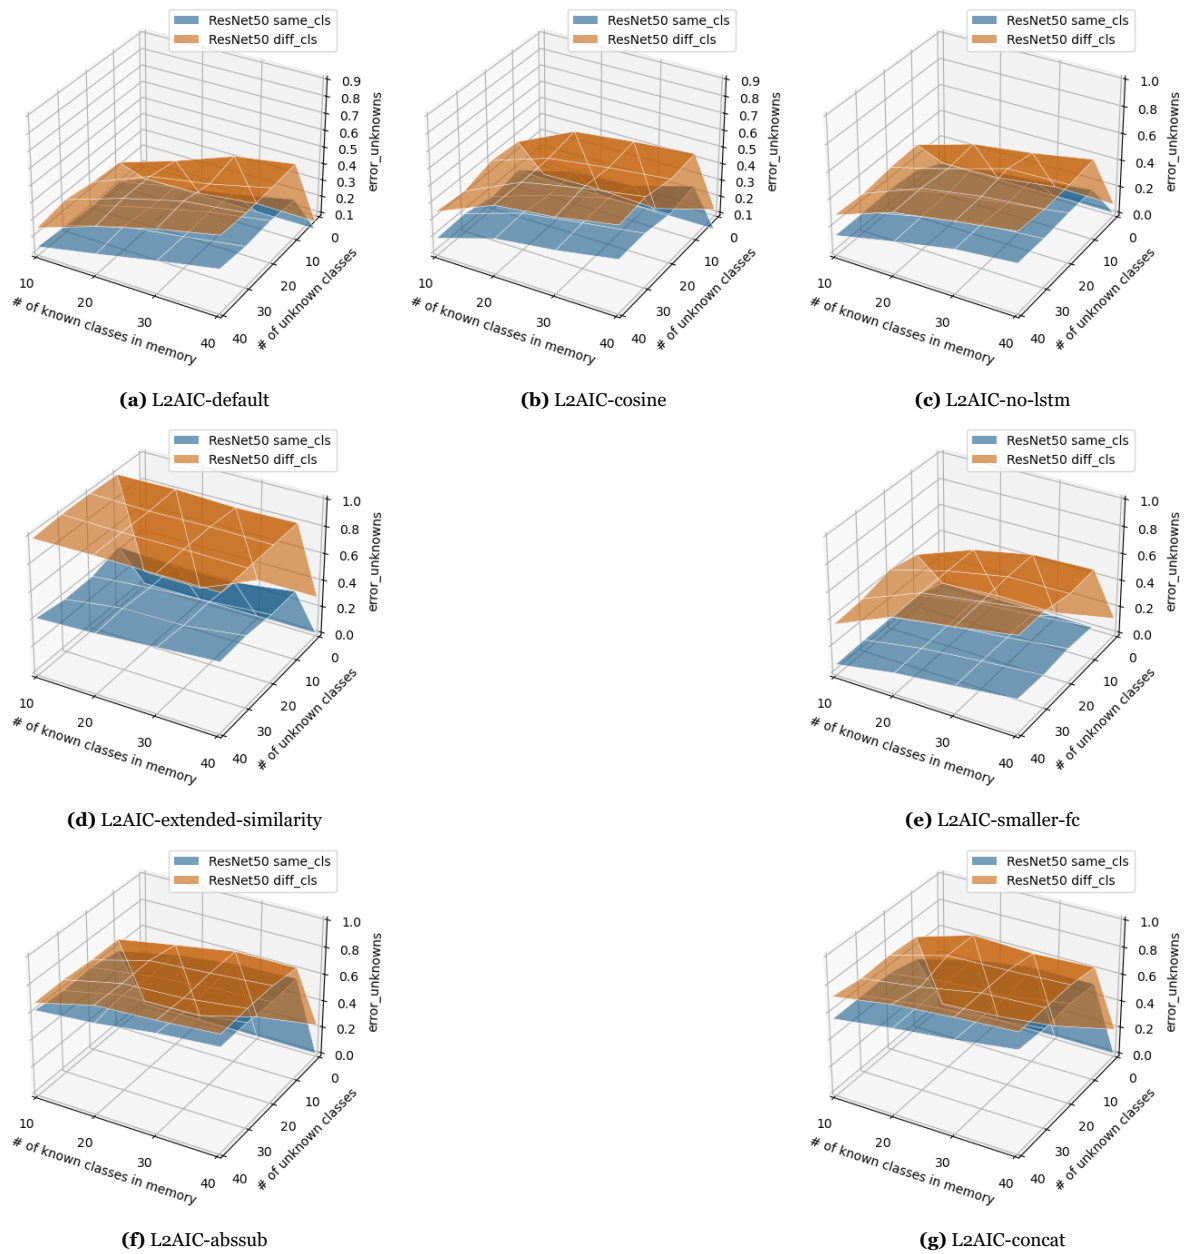 ResNet50 same_cls
ResNet50 diff_cls
0.9
0.8
0.7
0.6
0.5
0.4
0.3
0.2
0.1
error_unknowns
10
20
30
40
# of known classes in memory
0
10
20
30
40
# of unknown classes
(a) L2AIC-default
ResNet50 same_cls
ResNet50 diff_cls
0.9
0.8
0.7
0.6
0.5
0.4
0.3
0.2
0.1
error_unknowns
10
20
30
40
# of known classes in memory
0
10
20
30
40
# of unknown classes
(b) L2AIC-cosine
ResNet50 same_cls
ResNet50 diff_cls
1.0
0.8
0.6
0.4
0.2
0.0
error_unknowns
10
20
30
40
# of known classes in memory
0
10
20
30
40
# of unknown classes
(c) L2AIC-no-lstm
ResNet50 same_cls
ResNet50 diff_cls
1.0
0.8
0.6
0.4
0.2
0.0
error_unknowns
10
20
30
40
# of known classes in memory
0
10
20
30
40
# of unknown classes
(d) L2AIC-extended-similarity
ResNet50 same_cls
ResNet50 diff_cls
1.0
0.8
0.6
0.4
0.2
0.0
error_unknowns
10
20
30
40
# of known classes in memory
0
10
20
30
40
# of unknown classes
(e) L2AIC-smaller-fc
ResNet50 same_cls
ResNet50 diff_cls
1.0
0.8
0.6
0.4
0.2
0.0
error_unknowns
10
20
30
40
# of known classes in memory
0
10
20
30
40
# of unknown classes
(f) L2AIC-abssub
ResNet50 same_cls
ResNet50 diff_cls
1.0
0.8
0.6
0.4
0.2
0.0
error_unknowns
10
20
30
40
# of known classes in memory
0
10
20
30
40
# of unknown classes
(g) L2AIC-concat